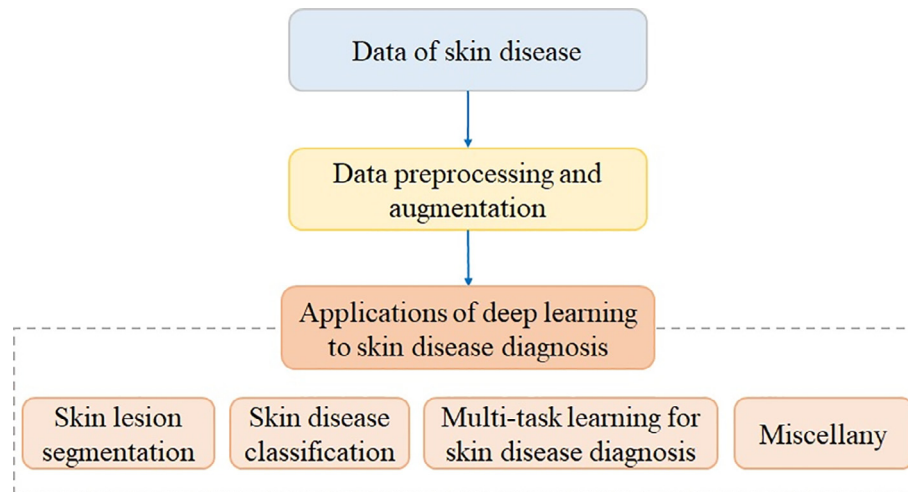 Data of skin disease
Data preprocessing and
augmentation
Applications of deep learning
to skin disease diagnosis
Skin lesion
segmentation
Skin disease
classification
Multi-task learning for
skin disease diagnosis
Miscellany